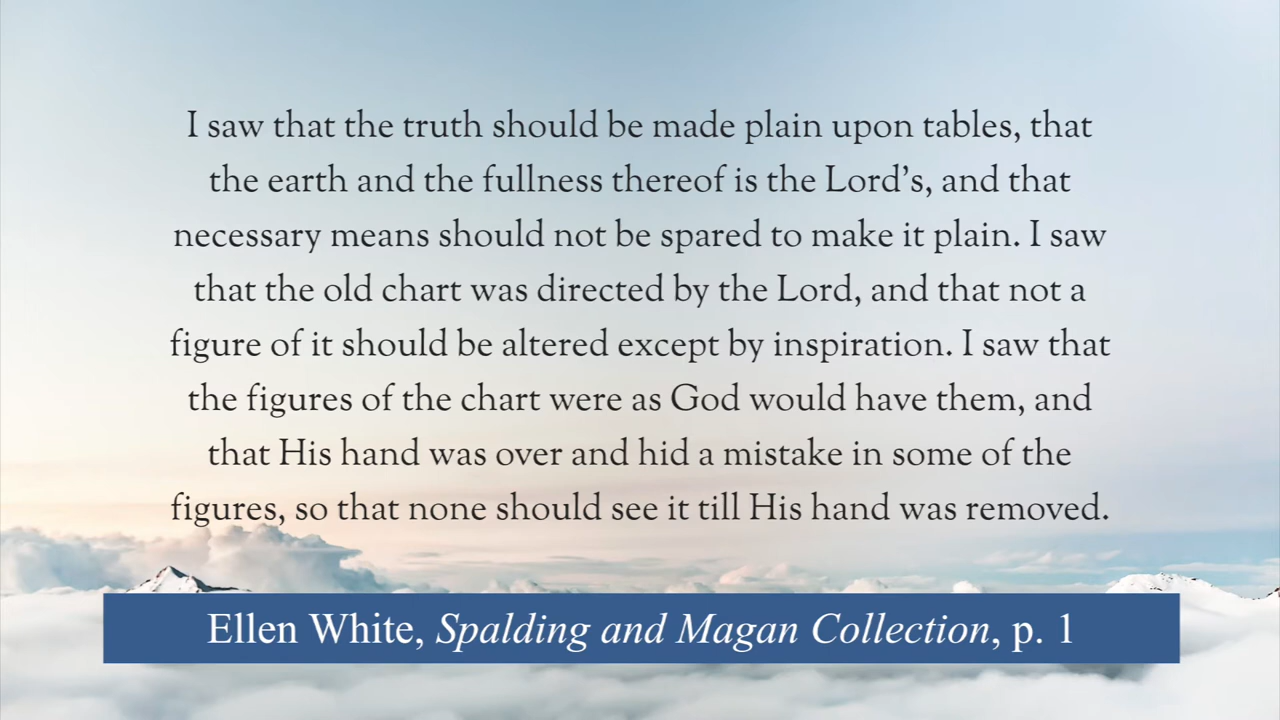 I saw that the truth should be made plain upon tables, that
the earth and the fullness thereof is the Lord's, and that
necessary means should not be spared to make it plain. I saw
that the old chart was directed by the Lord, and that not a
figure of it should be altered except by inspiration. I saw that
the figures of the chart were as God would have them, and
that His hand was over and hid a mistake in some of the
figures, so that none should see it till His hand was removed.
Ellen White, Spalding and Magan Collection, p. 1